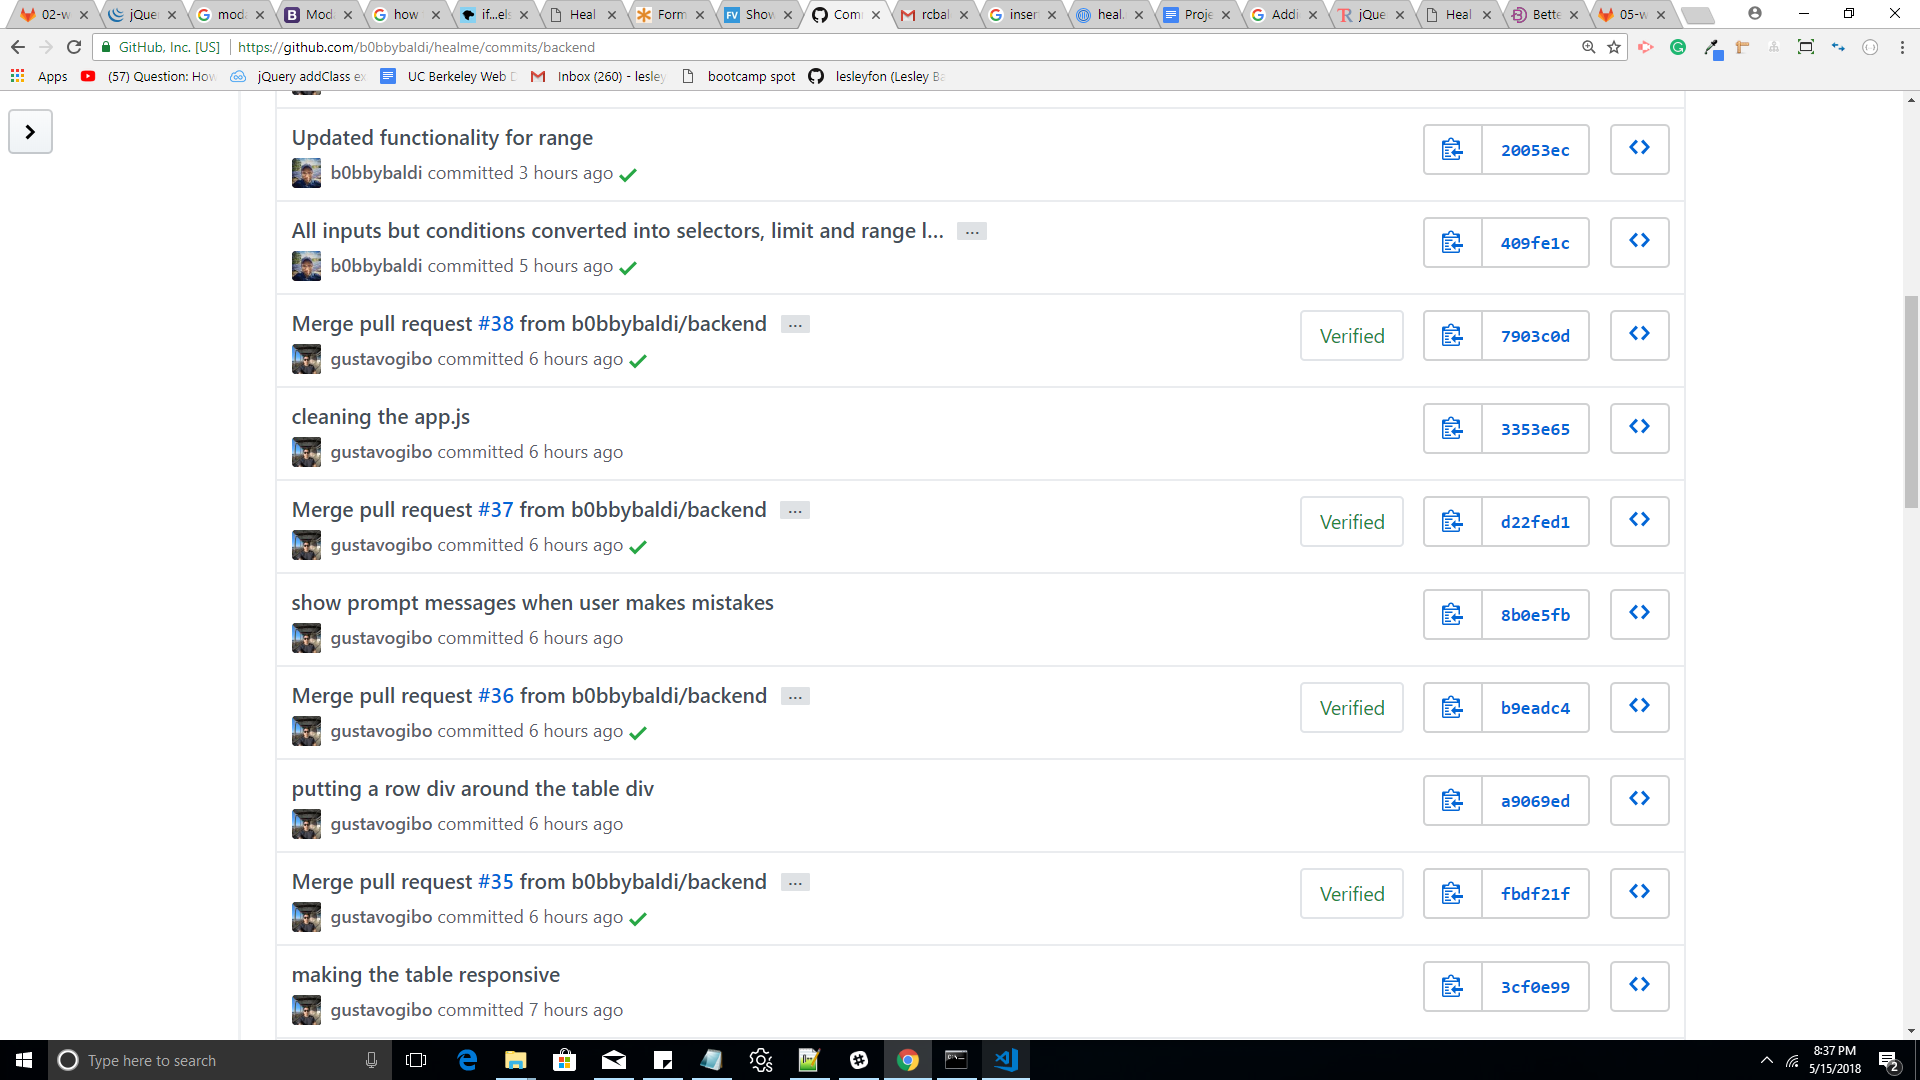 02-w
jQue
mod
Mod
how
if...els
Heal
Form
Show
Com
rcbal
inser
heal.
Proje
Addi
jQue
Heal
Bette
05-w
GitHub, Inc. [US]
https://github.com/b0bbybaldi/healme/commits/backend
Apps
(57) Question: How
jQuery addClass ex
UC Berkeley Web D
Inbox (260) - lesley
bootcamp spot
lesleyfon (Lesley Ba
Updated functionality for range
20053ec
b0bbybaldi committed 3 hours ago
All inputs but conditions converted into selectors, limit and range l... ...
409fe1c
b0bbybaldi committed 5 hours ago
Merge pull request #38 from b0bbybaldi/backend ...
Verified
7903c0d
gustavogibo committed 6 hours ago
cleaning the app.js
3353e65
gustavogibo committed 6 hours ago
Merge pull request #37 from b0bbybaldi/backend ...
Verified
d22fed1
gustavogibo committed 6 hours ago
show prompt messages when user makes mistakes
8b0e5fb
gustavogibo committed 6 hours ago
Merge pull request #36 from b0bbybaldi/backend ...
Verified
b9eadc4
gustavogibo committed 6 hours ago
putting a row div around the table div
a9069ed
gustavogibo committed 6 hours ago
Merge pull request #35 from b0bbybaldi/backend ...
Verified
fbdf21f
gustavogibo committed 6 hours ago
making the table responsive
3cf0e99
gustavogibo committed 7 hours ago
Type here to search
8:37 PM
5/15/2018
2